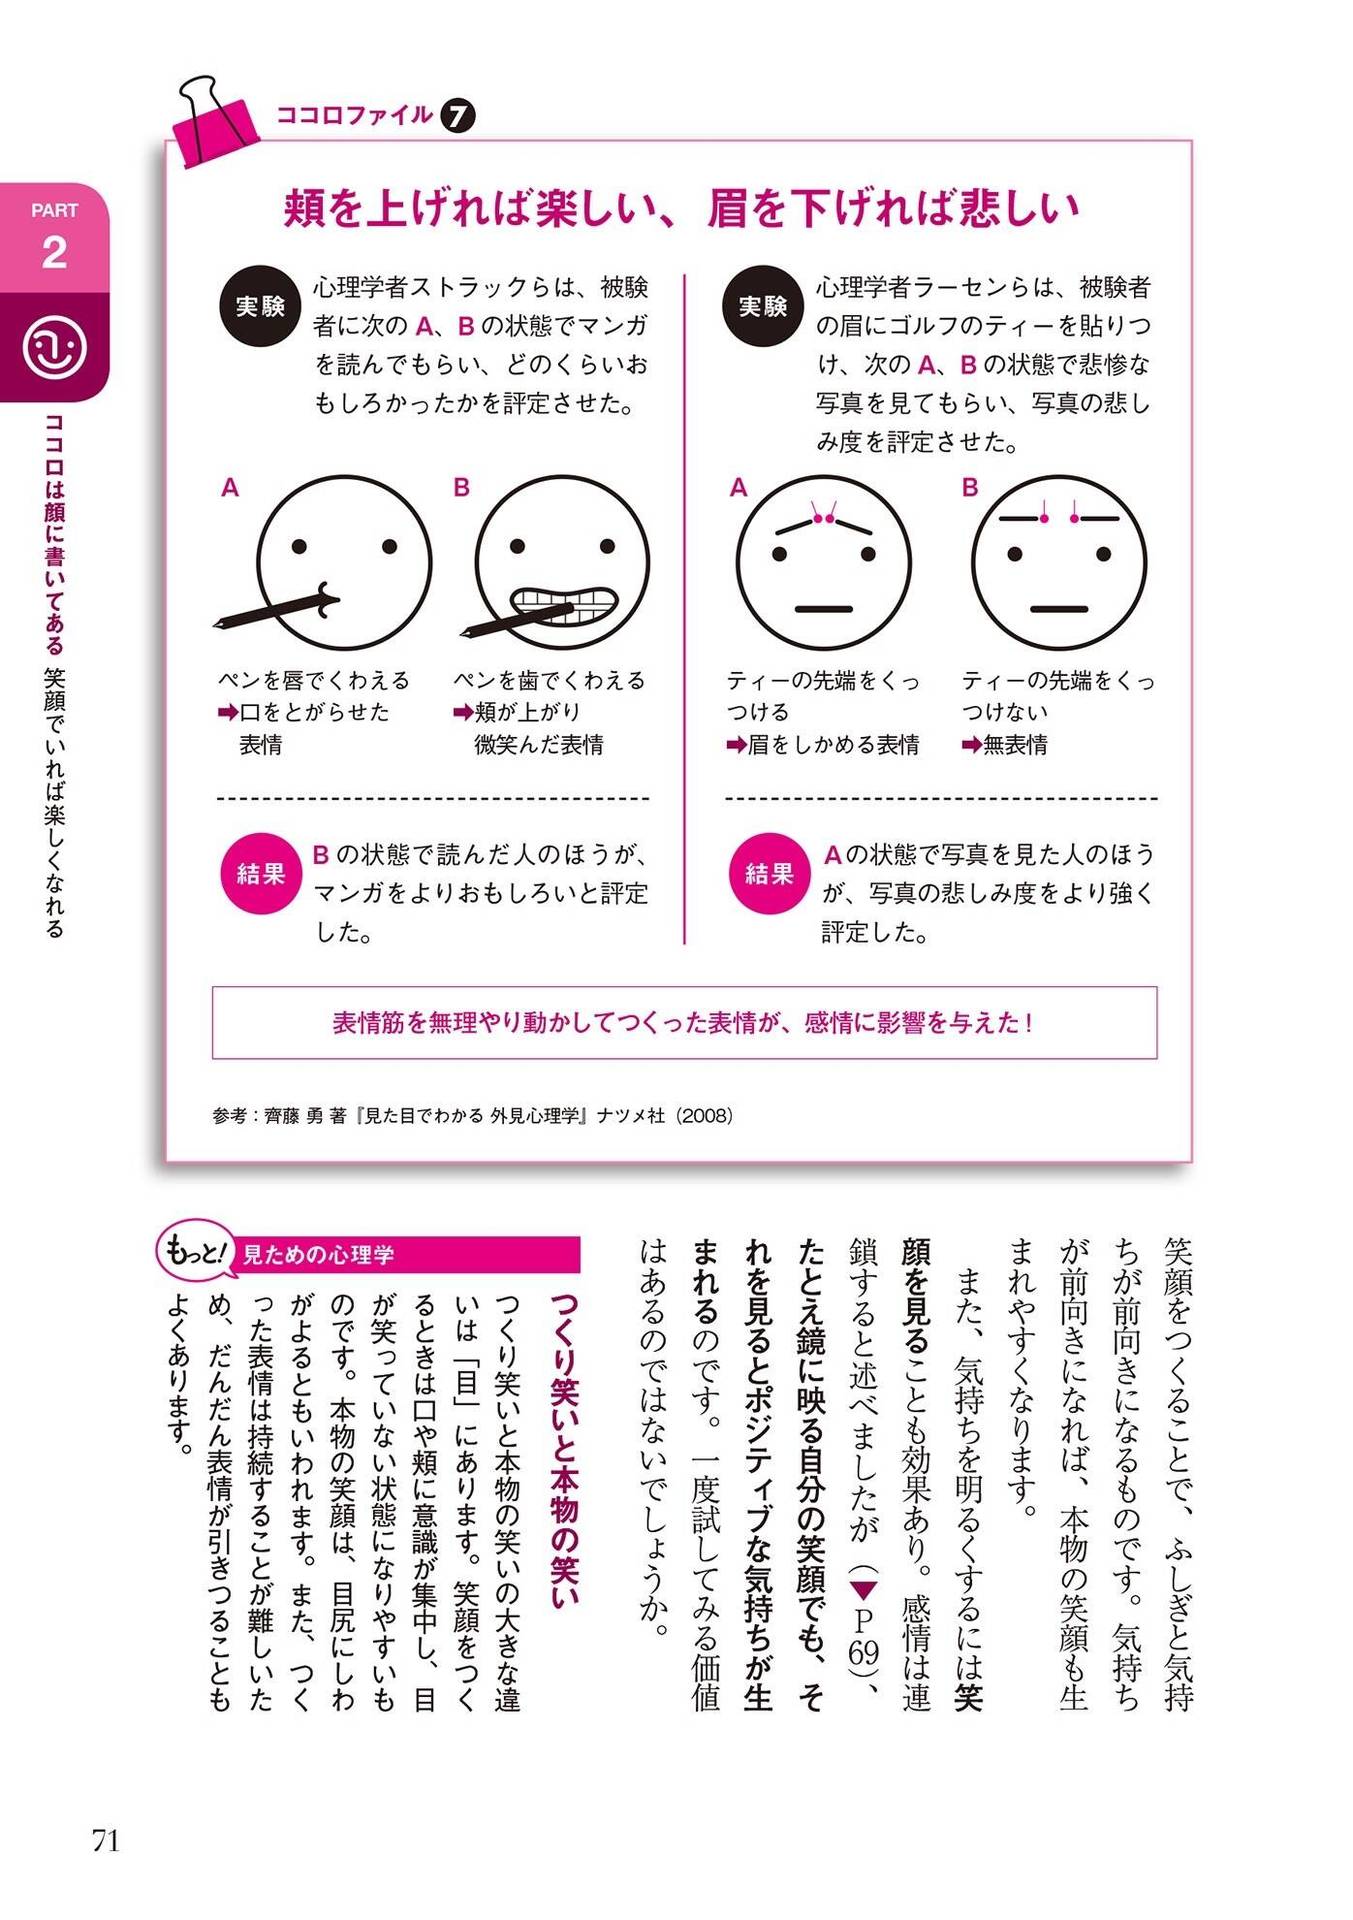 ココロファイル 7
頬を上げれば楽しい、眉を下げれば悲しい
実験
心理学者ストラックらは、被験
者に次の A、B の状態でマンガ
を読んでもらい、どのくらいお
もしろかったかを評定させた。
A
B
ペンを唇でくわえる
➡口をとがらせた
表情
ペンを歯でくわえる
➡頬が上がり
微笑んだ表情
結果
B の状態で読んだ人のほうが、
マンガをよりおもしろいと評定
した。
実験
心理学者ラーセンらは、被験者
の眉にゴルフのティーを貼りつ
け、次の A、B の状態で悲惨な
写真を見てもらい、写真の悲し
み度を評定させた。
A
B
ティーの先端をくっ
つける
➡眉をしかめる表情
ティーの先端をくっ
つけない
➡無表情
結果
Aの状態で写真を見た人のほう
が、写真の悲しみ度をより強く
評定した。
表情筋を無理やり動かしてつくった表情が、感情に影響を与えた!
参考:齊藤 勇 著『見た目でわかる 外見心理学』ナツメ社(2008)
PART
2
ココロは顔に書いてある 笑顔でいれば楽しくなれる
笑顔をつくることで、ふしぎと気持
ちが前向きになるものです。気持ち
が前向きになれば、本物の笑顔も生
まれやすくなります。
また、気持ちを明るくするには笑
顔を見ることも効果あり。感情は連
鎖すると述べましたが(▼P69)、
たとえ鏡に映る自分の笑顔でも、そ
れを見るとポジティブな気持ちが生
まれるのです。一度試してみる価値
はあるのではないでしょうか。
もっと! 見ための心理学
つくり笑いと本物の笑い
つくり笑いと本物の笑いの大きな違
いは「目」にあります。笑顔をつく
るときは口や頬に意識が集中し、目
が笑っていない状態になりやすいも
のです。本物の笑顔は、目尻にしわ
がよるともいわれます。また、つく
った表情は持続することが難しいた
め、だんだん表情が引きつることも
よくあります。
71